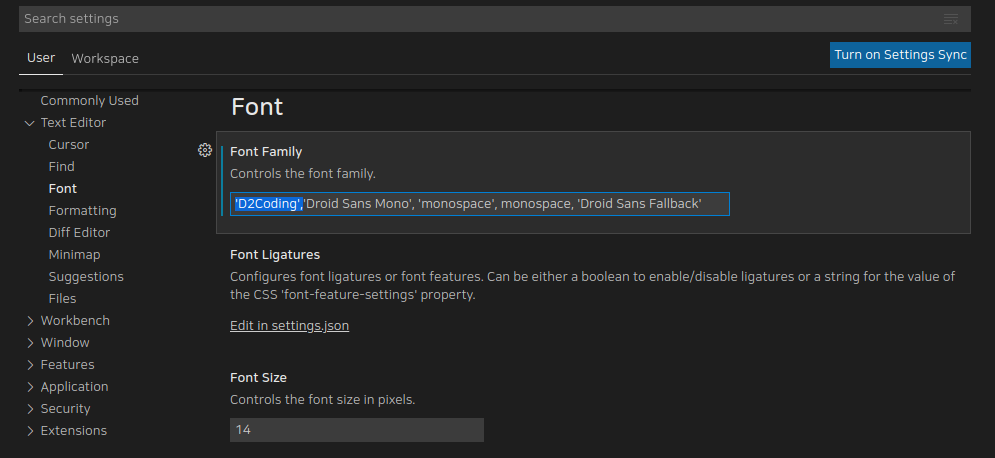 Search settings
User Workspace
Turn on Settings Sync
Commonly Used
Text Editor
Cursor
Find
Font
Formatting
Diff Editor
Minimap
Suggestions
Files
Workbench
Window
Features
Application
Security
Extensions
Font
Font Family
Controls the font family.
'D2Coding','Droid Sans Mono', 'monospace', monospace, 'Droid Sans Fallback'
Font Ligatures
Configures font ligatures or font features. Can be either a boolean to enable/disable ligatures or a string for the value of
the CSS 'font-feature-settings' property.
Edit in settings.json
Font Size
Controls the font size in pixels.
14